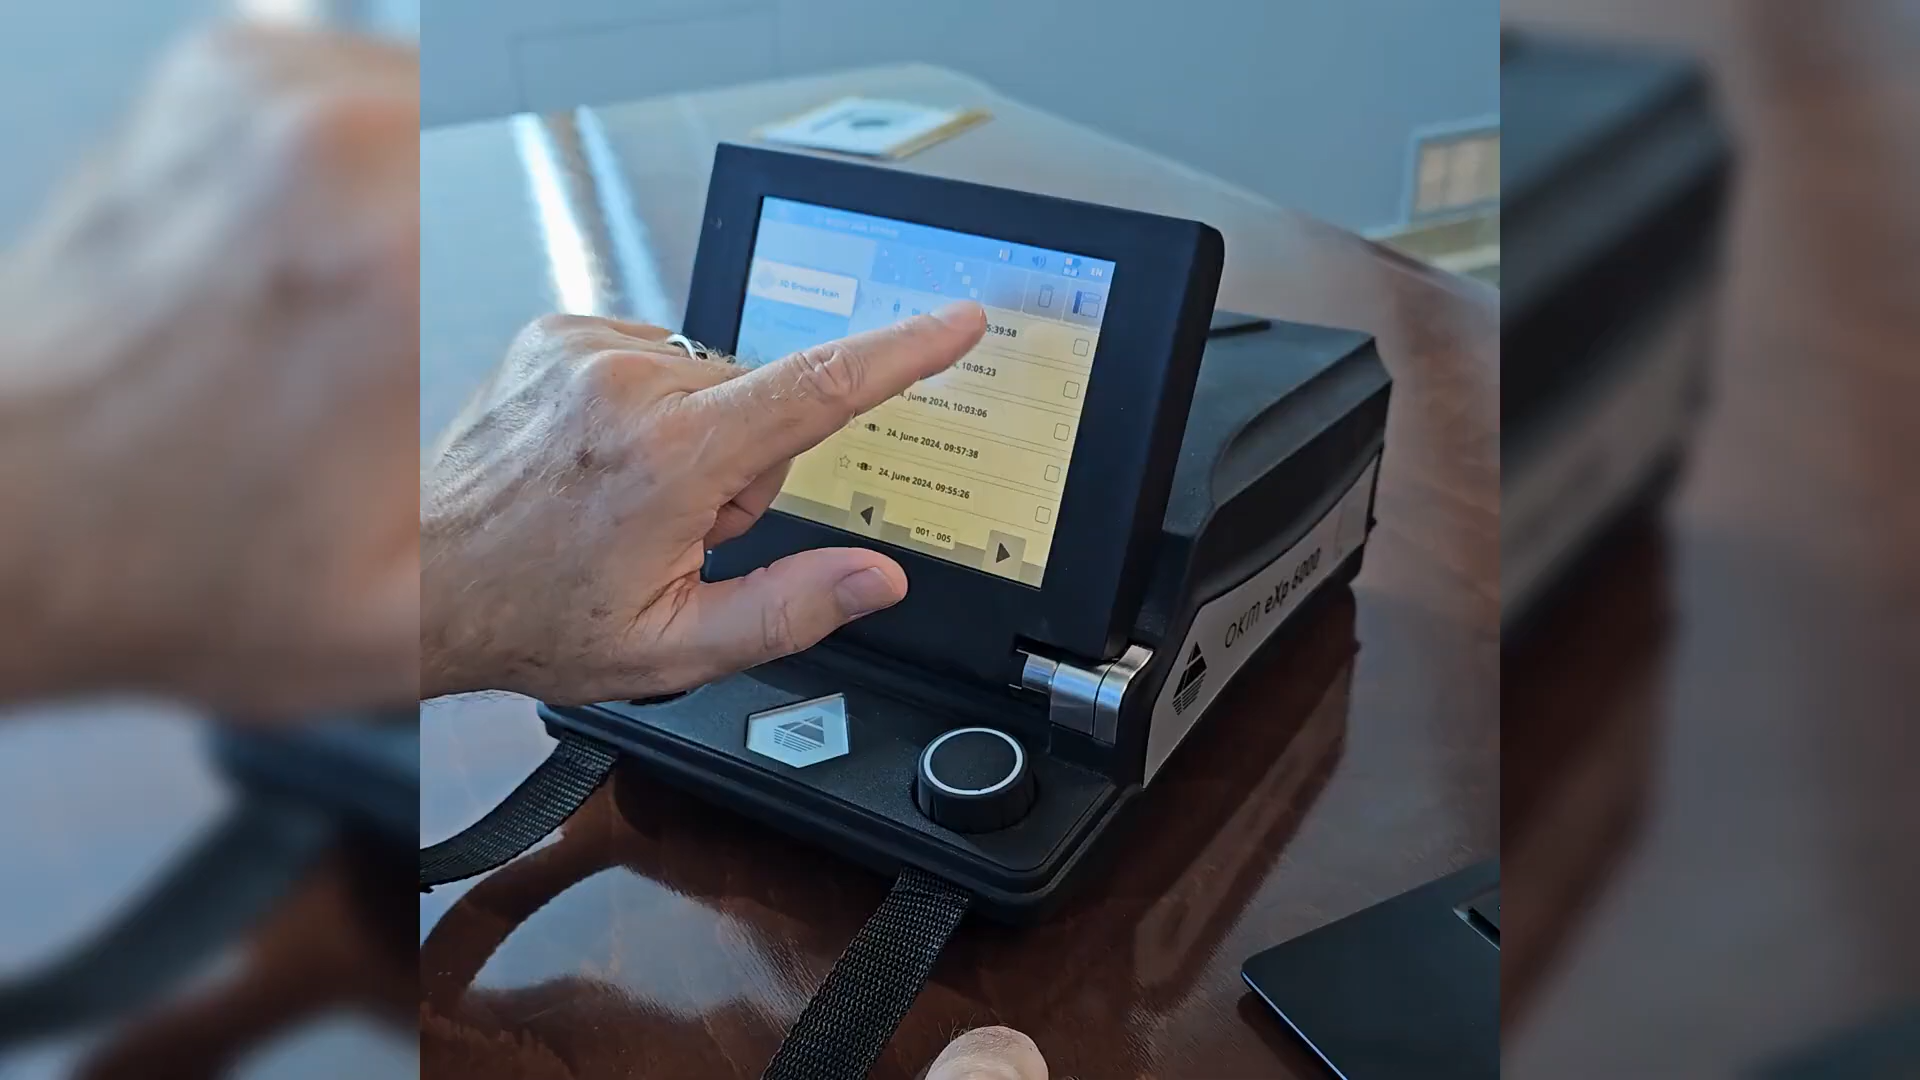 EN
3D Ground Scan
5:39:58
, 10:05:23
24. June 2024, 10:03:06
24. June 2024, 09:57:38
24. June 2024, 09:55:26
001 - 005
OKM eXp 6000